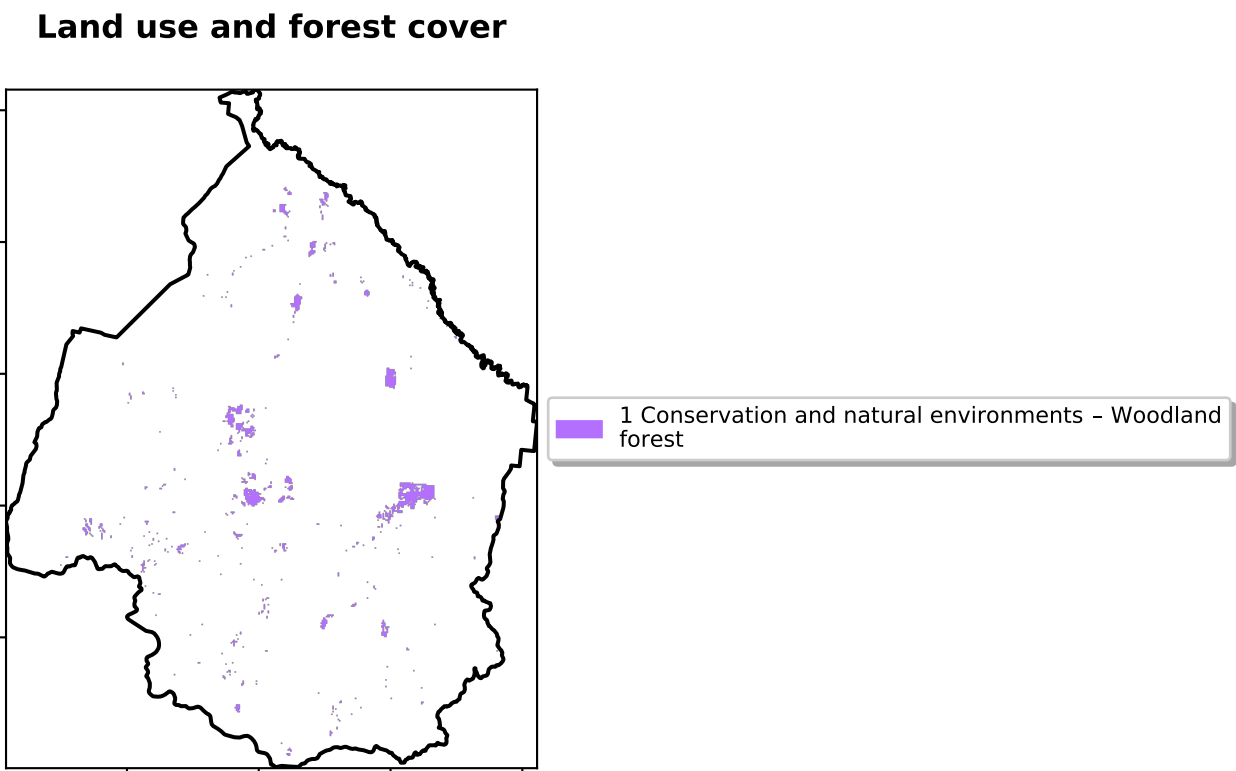 Land use and forest cover
1 Conservation and natural environments – Woodland
forest